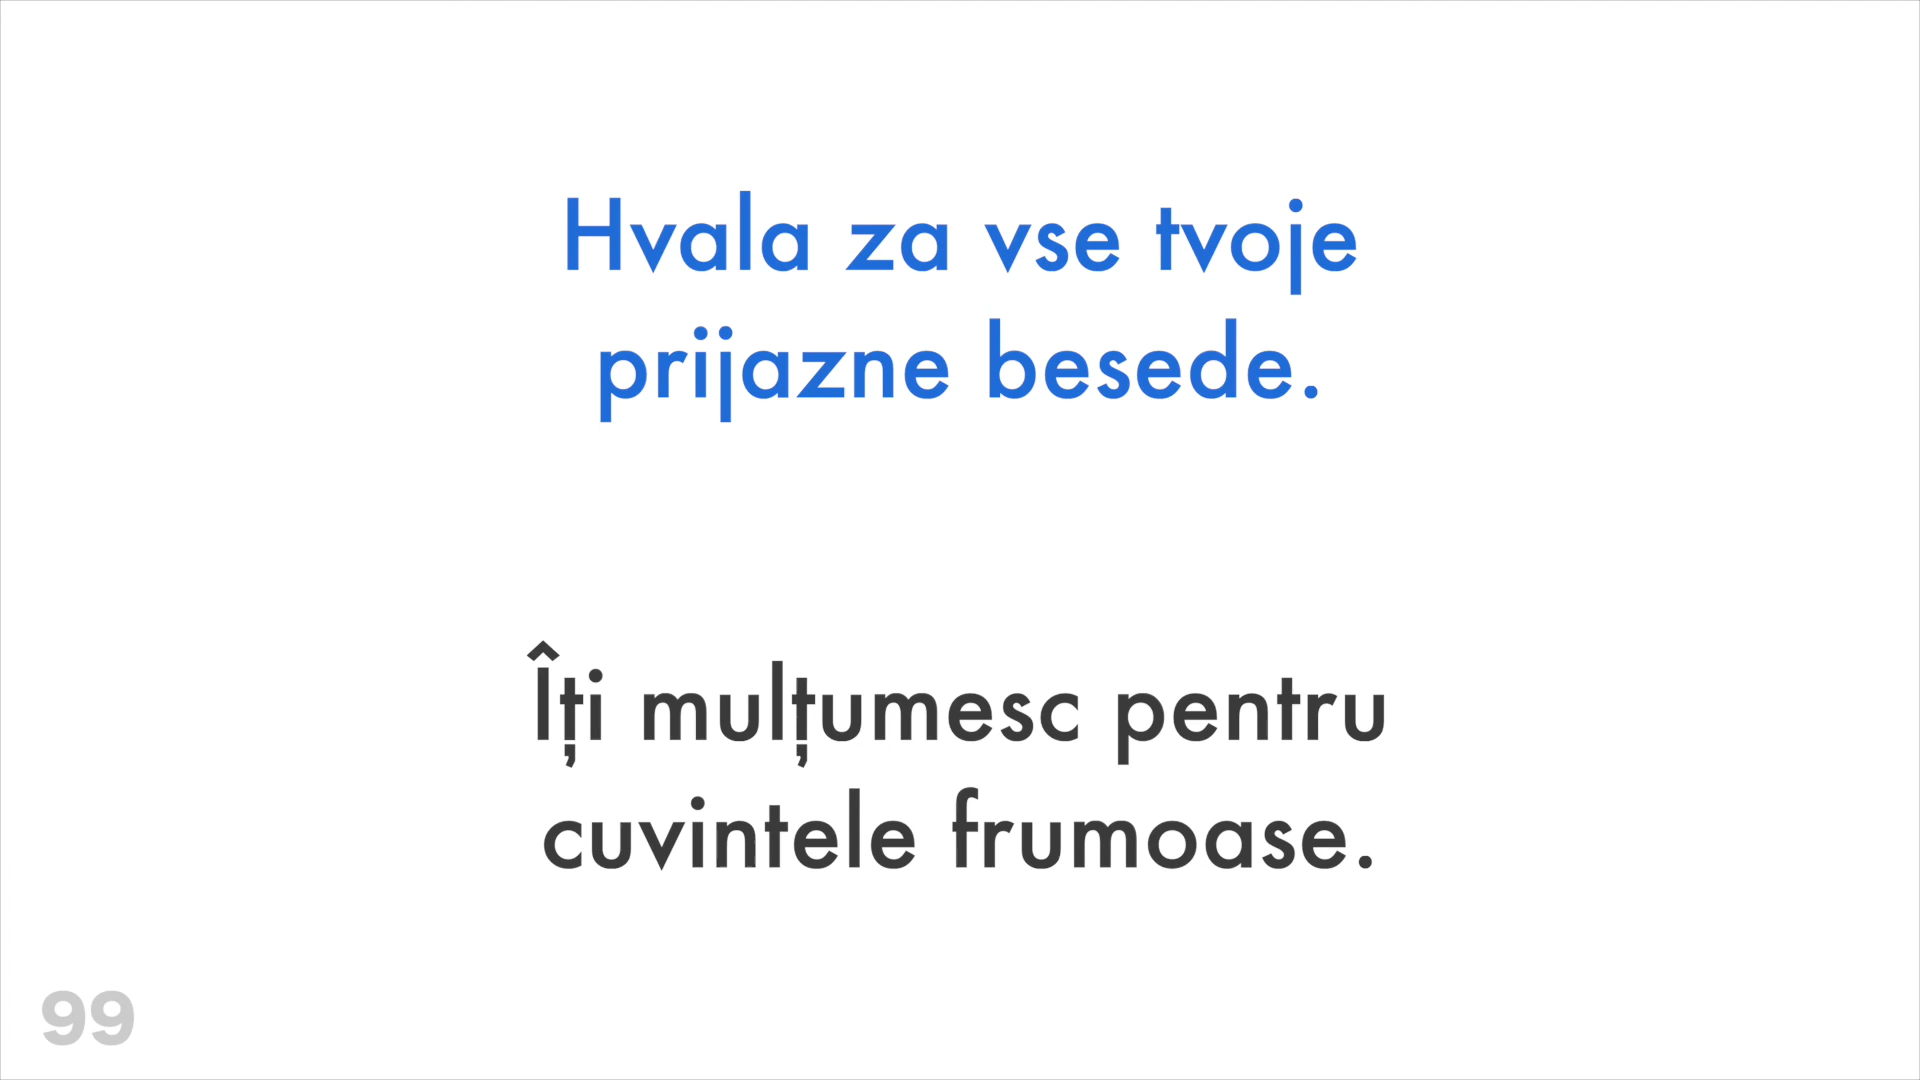 Hvala za vse tvoje
prijazne besede.
Îți mulțumesc pentru
cuvintele frumoase.
99